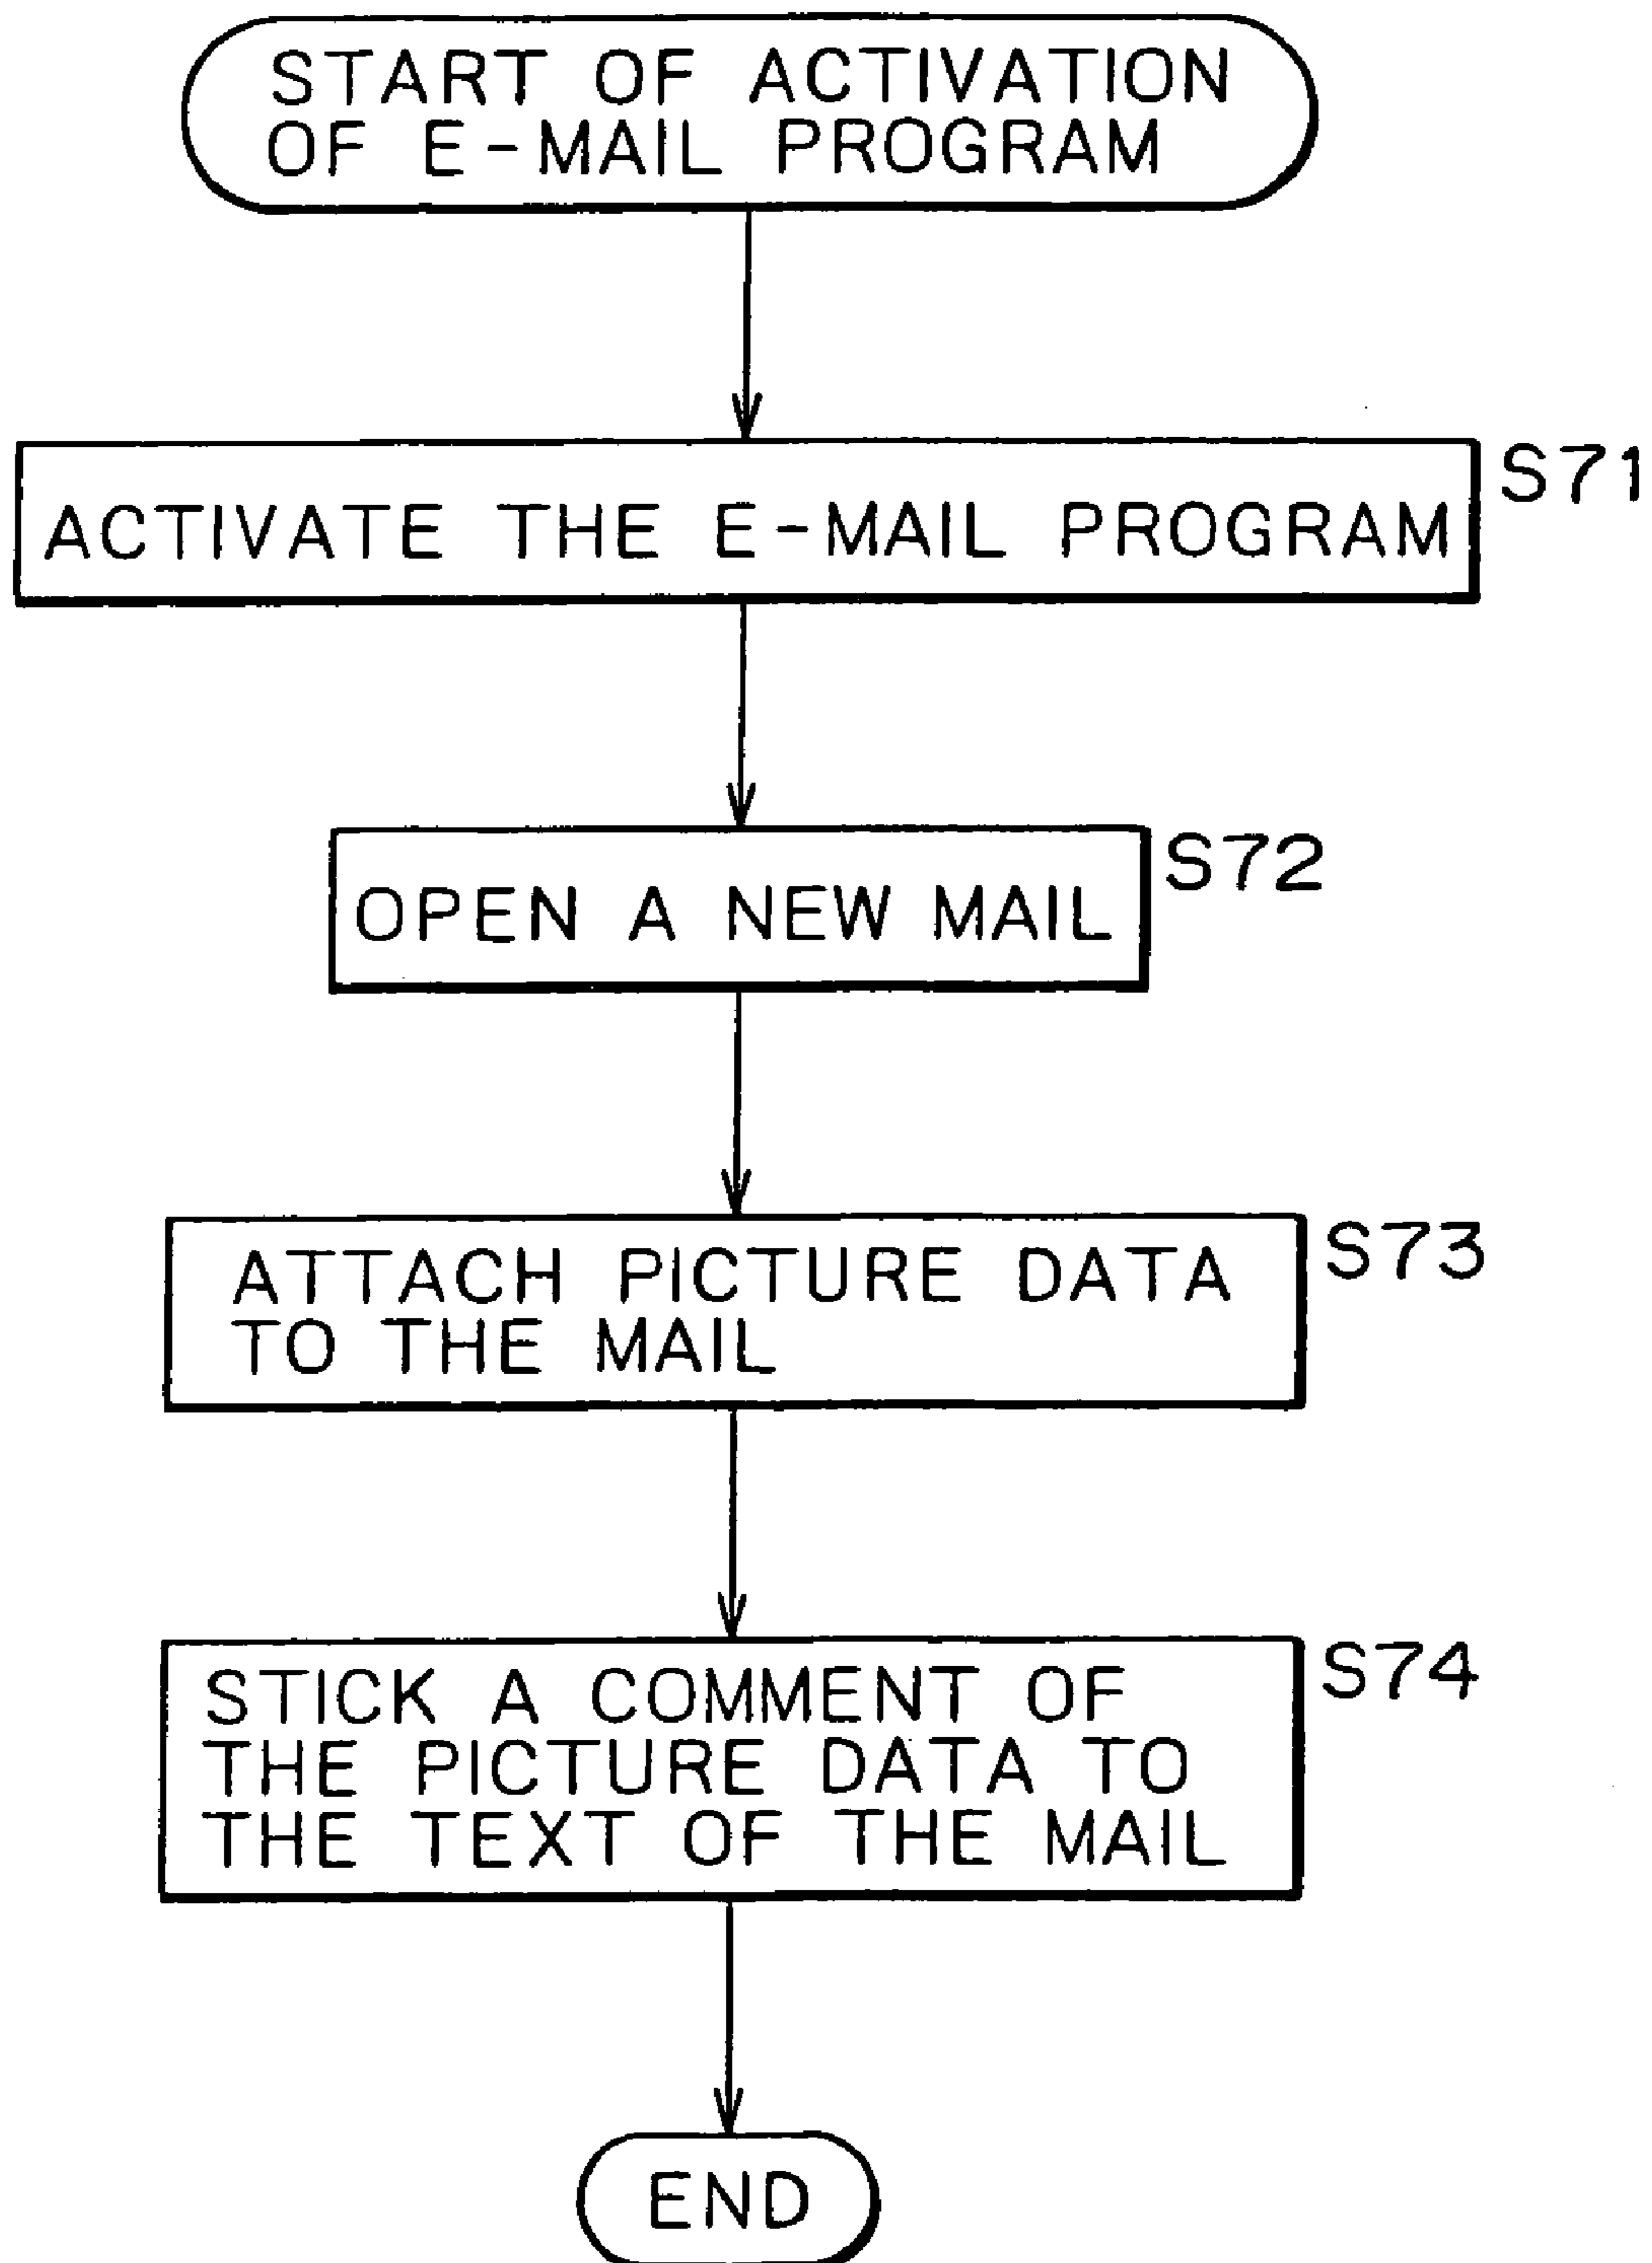 START OF ACTIVATION
OF E-MAIL PROGRAM
S71
ACTIVATE THE E-MAIL PROGRAM
S72
OPEN A NEW MAIL
S73
ATTACH PICTURE DATA
TO THE MAIL
S74
STICK A COMMENT OF
THE PICTURE DATA TO
THE TEXT OF THE MAIL
END